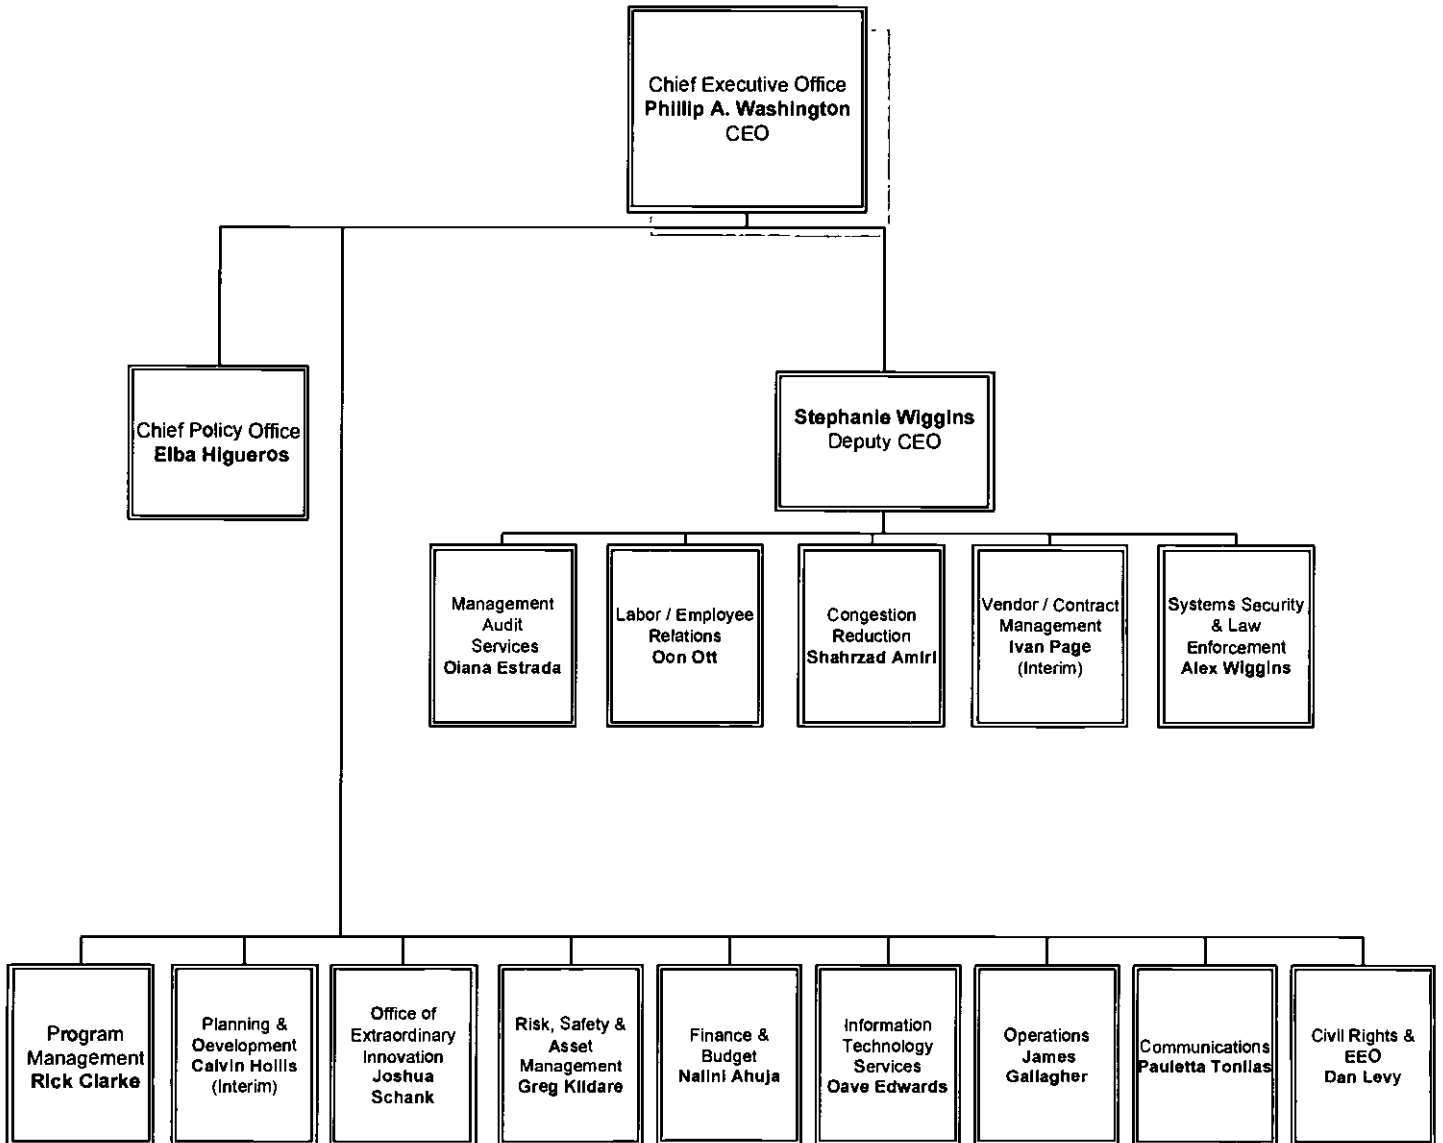 Chief Executive Office
Phillip A. Washington
CEO
Chief Policy Office
Elba Higueros
Stephanie Wiggins
Deputy CEO
Management
Audit
Services
Oiana Estrada
Labor / Employee
Relations
Oon Ott
Congestion
Reduction
Shahrzad Amiri
Vendor / Contract
Management
Ivan Page
(Interim)
Systems Security
& Law
Enforcement
Alex Wiggins
Program
Management
Rick Clarke
Planning &
Oevelopment
Calvin Hollis
(Interim)
Office of
Extraordinary
Innovation
Joshua
Schank
Risk, Safety &
Asset
Management
Greg Kildare
Finance &
Budget
Nalini Ahuja
Information
Technology
Services
Oave Edwards
Operations
James
Gallagher
Communications
Pauletta Tonilas
Civil Rights &
EEO
Dan Levy